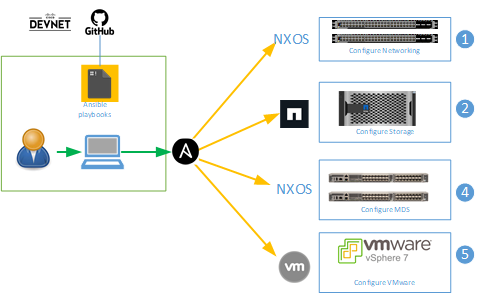 CISCO
DEVNET
GitHub
Ansible
playbooks
A
NXOS
Configure Networking
1
Configure Storage
2
NXOS
Configure MDS
4
vm
vmware
vSphere 7
Configure VMware
5